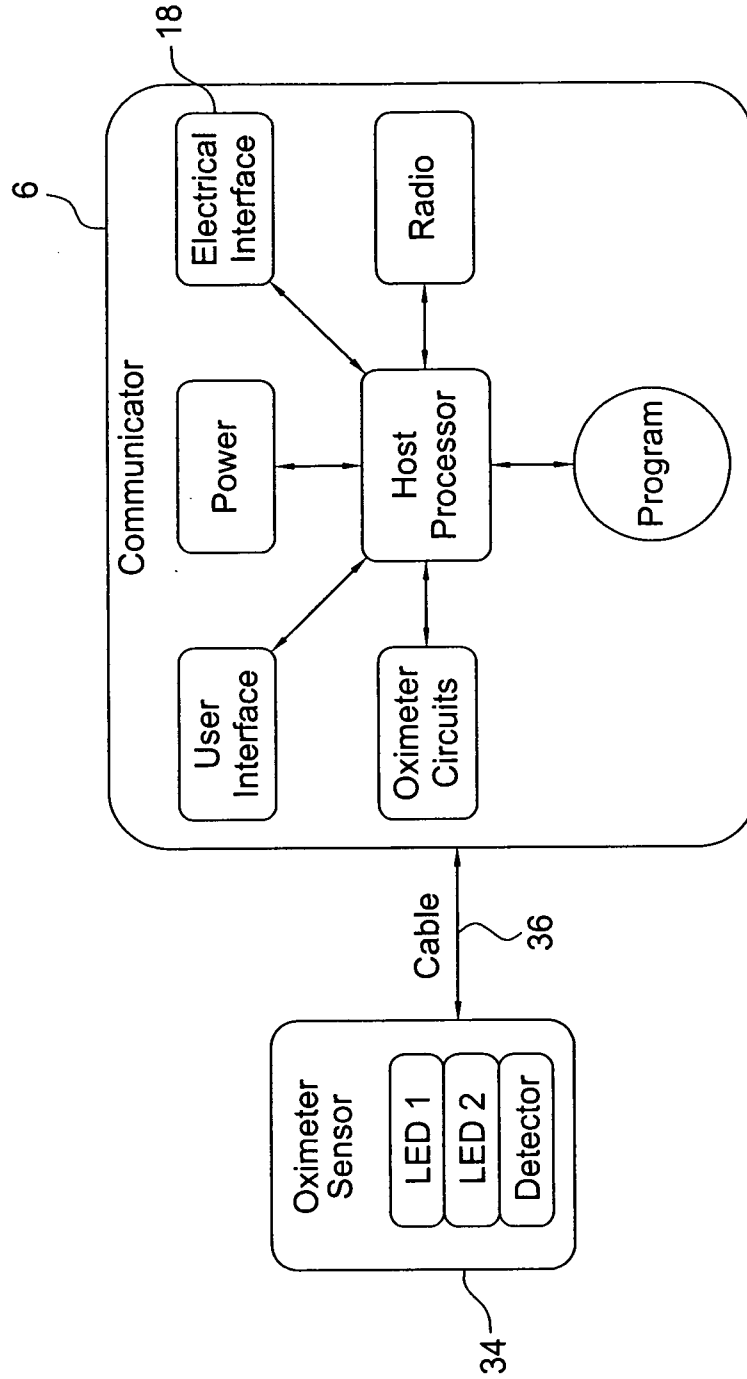 6
Communicator
18
User
Interface
Power
Electrical
Interface
Oximeter
Circuits
Host
Processor
Radio
Program
Cable
36
Oximeter
Sensor
LED 1
LED 2
Detector
34